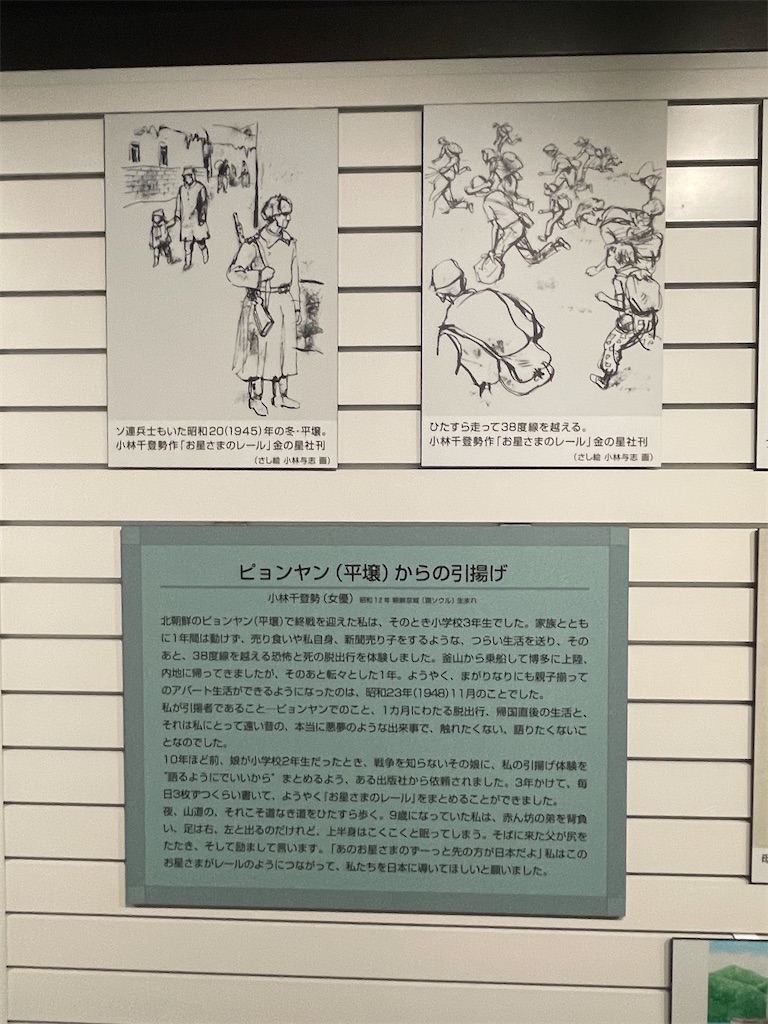 ソ連兵士もいた昭和20(1945)年の冬・平壌。
小林千登勢作「お星さまのレール」金の星社刊
(さし絵 小林与志 画)
ひたすら走って38度線を越える。
小林千登勢作「お星さまのレール」金の星社刊
(さし絵 小林与志 画)
ピョンヤン(平壌)からの引揚げ
小林千登勢(女優) 昭和12年 朝鮮京城(現ソウル)生まれ
北朝鮮のピョンヤン(平壌)で終戦を迎えた私は、そのとき小学校3年生でした。家族ととも
に1年間は動けず、売り食いや私自身、新聞売り子をするような、つらい生活を送り、その
あと、38度線を越える恐怖と死の脱出行を体験しました。釜山から乗船して博多に上陸、
内地に帰ってきましたが、そのあと転々とした1年。ようやく、まがりなりにも親子揃って
のアパート生活ができるようになったのは、昭和23年(1948)11月のことでした。
私が引揚者であること―ピョンヤンでのこと、1カ月にわたる脱出行、帰国直後の生活と、
それは私にとって遠い昔の、本当に悪夢のような出来事で、触れたくない、語りたくないこ
となのでした。
10年ほど前、娘が小学校2年生だったとき、戦争を知らないその娘に、私の引揚げ体験を
"語るようにでいいから" まとめるよう、ある出版社から依頼されました。3年かけて、毎
日3枚ずつくらい書いて、ようやく「お星さまのレール」をまとめることができました。
夜、山道の、それこそ道なき道をひたすら歩く。9歳になっていた私は、赤ん坊の弟を背負
い、足は右、左と出るのだけれど、上半身はこくこくと眠ってしまう。そばに来た父が尻を
たたき、そして励まして言います。「あのお星さまのずーっと先の方が日本だよ」私はこの
お星さまがレールのようにつながって、私たちを日本に導いてほしいと願いました。